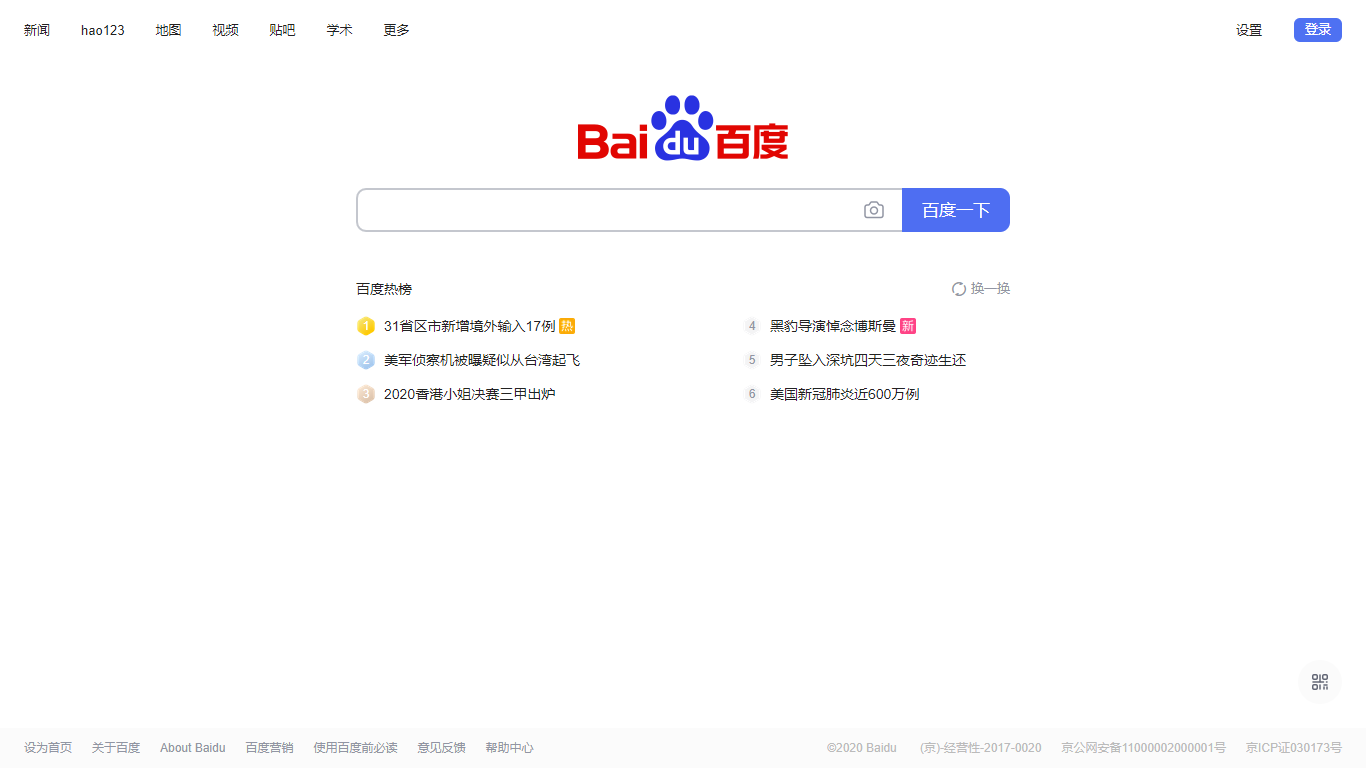 新闻 hao123 地图 视频 贴吧 学术 更多 设置 登录
Bai du 百度
百度一下
百度热榜 换一换
1 31省区市新增境外输入17例 热
2 美军侦察机被曝疑似从台湾起飞
3 2020香港小姐决赛三甲出炉
4 黑豹导演悼念博斯曼 新
5 男子坠入深坑四天三夜奇迹生还
6 美国新冠肺炎近600万例
设为首页 关于百度 About Baidu 百度营销 使用百度前必读 意见反馈 帮助中心 ©2020 Baidu (京)-经营性-2017-0020 京公网安备11000002000001号 京ICP证030173号